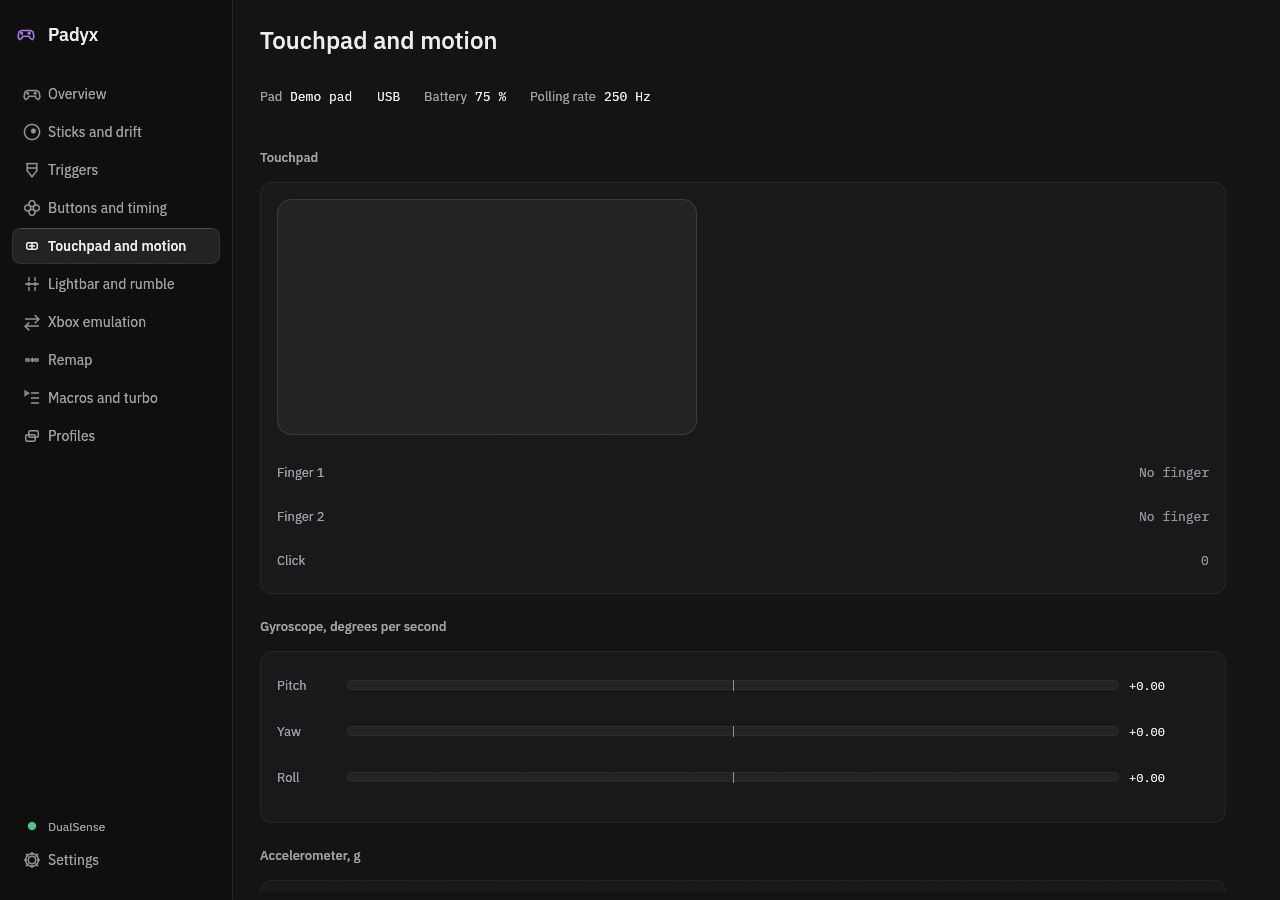 Padyx
Overview
Sticks and drift
Triggers
Buttons and timing
Touchpad and motion
Lightbar and rumble
Xbox emulation
Remap
Macros and turbo
Profiles
DualSense
Settings
Touchpad and motion
Pad Demo pad USB Battery 75 % Polling rate 250 Hz
Touchpad
Finger 1 No finger
Finger 2 No finger
Click 0
Gyroscope, degrees per second
Pitch +0.00
Yaw +0.00
Roll +0.00
Accelerometer, g